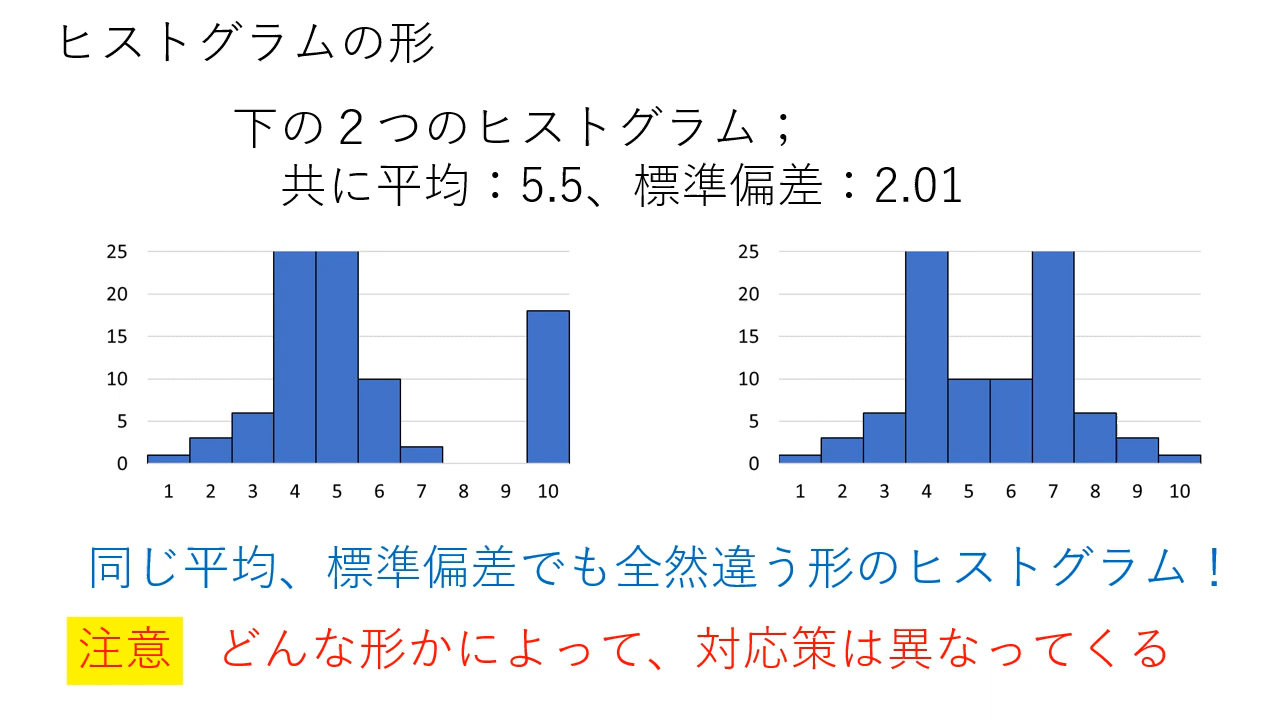 ヒストグラムの形
下の２つのヒストグラム；
共に平均：5.5、標準偏差：2.01
25
20
15
10
5
0
1 2 3 4 5 6 7 8 9 10
25
20
15
10
5
0
1 2 3 4 5 6 7 8 9 10
同じ平均、標準偏差でも全然違う形のヒストグラム！
注意 どんな形かによって、対応策は異なってくる